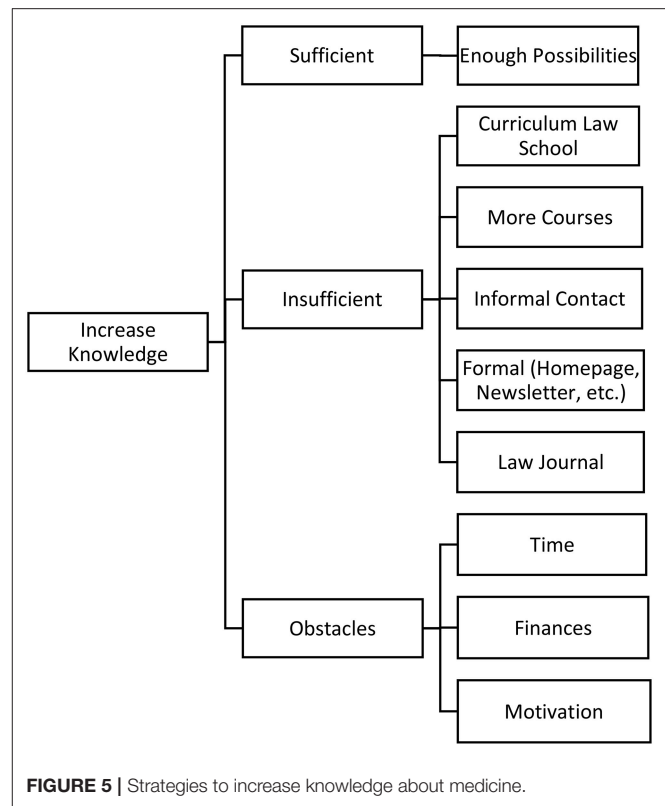 Sufficient
Enough Possibilities
Curriculum Law
School
More Courses
Insufficient
Informal Contact
Increase
Knowledge
Formal (Homepage,
Newsletter, etc.)
Law Journal
Time
Obstacles
Finances
Motivation
FIGURE 5 | Strategies to increase knowledge about medicine.